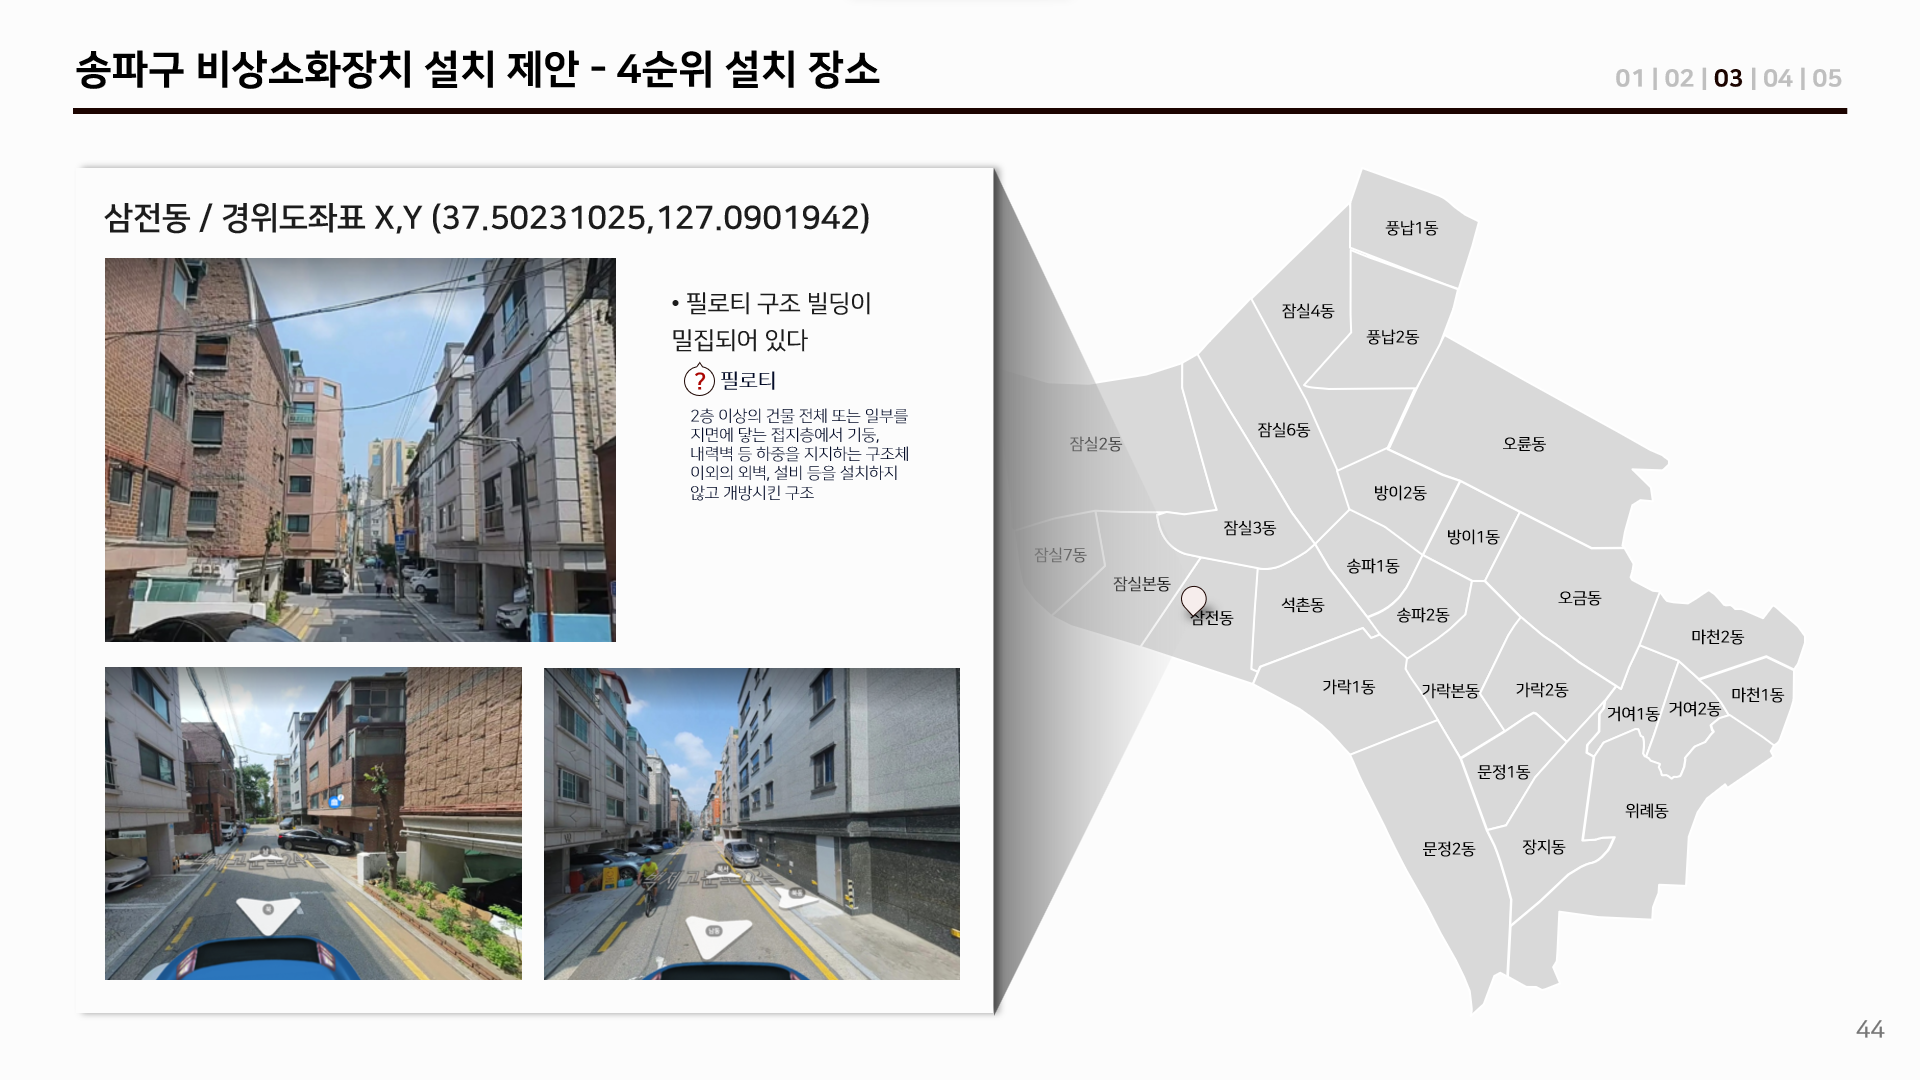 송파구 비상소화장치 설치 제안 - 4순위 설치 장소
01 | 02 | 03 | 04 | 05
삼전동 / 경위도좌표 X,Y (37.50231025,127.0901942)
• 필로티 구조 빌딩이
밀집되어 있다
? 필로티
2층 이상의 건물 전체 또는 일부를
지면에 닿는 접지층에서 기둥,
내력벽 등 하중을 지지하는 구조체
이외의 외벽, 설비 등을 설치하지
않고 개방시킨 구조
풍납1동
잠실4동
풍납2동
잠실6동
잠실2동
오륜동
방이2동
잠실3동
방이1동
잠실7동
송파1동
잠실본동
오금동
석촌동
송파2동
삼전동
마천2동
가락1동
가락본동
가락2동
마천1동
거여1동
거여2동
문정1동
위례동
문정2동
장지동
44